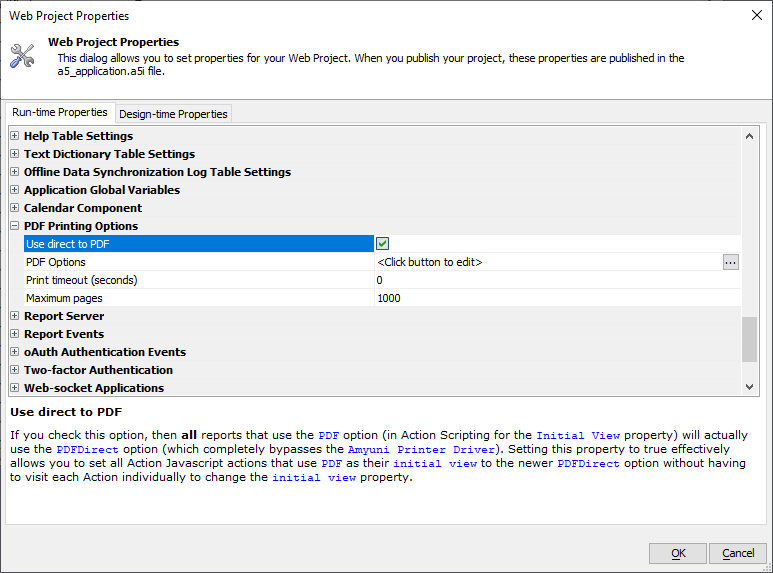 Web Project Properties
Web Project Properties
This dialog allows you to set properties for your Web Project. When you publish your project, these properties are published in the
a5_application.a5i file.
Run-time Properties
Design-time Properties
Help Table Settings
Text Dictionary Table Settings
Offline Data Synchronization Log Table Settings
Application Global Variables
Calendar Component
PDF Printing Options
Use direct to PDF
PDF Options <Click button to edit> ...
Print timeout (seconds) 0
Maximum pages 1000
Report Server
Report Events
oAuth Authentication Events
Two-factor Authentication
Web-socket Applications
Use direct to PDF
If you check this option, then all reports that use the PDF option (in Action Scripting for the Initial View property) will actually
use the PDFDirect option (which completely bypasses the Amyuni Printer Driver). Setting this property to true effectively
allows you to set all Action Javascript actions that use PDF as their initial view to the newer PDFDirect option without having
to visit each Action individually to change the initial view property.
OK
Cancel